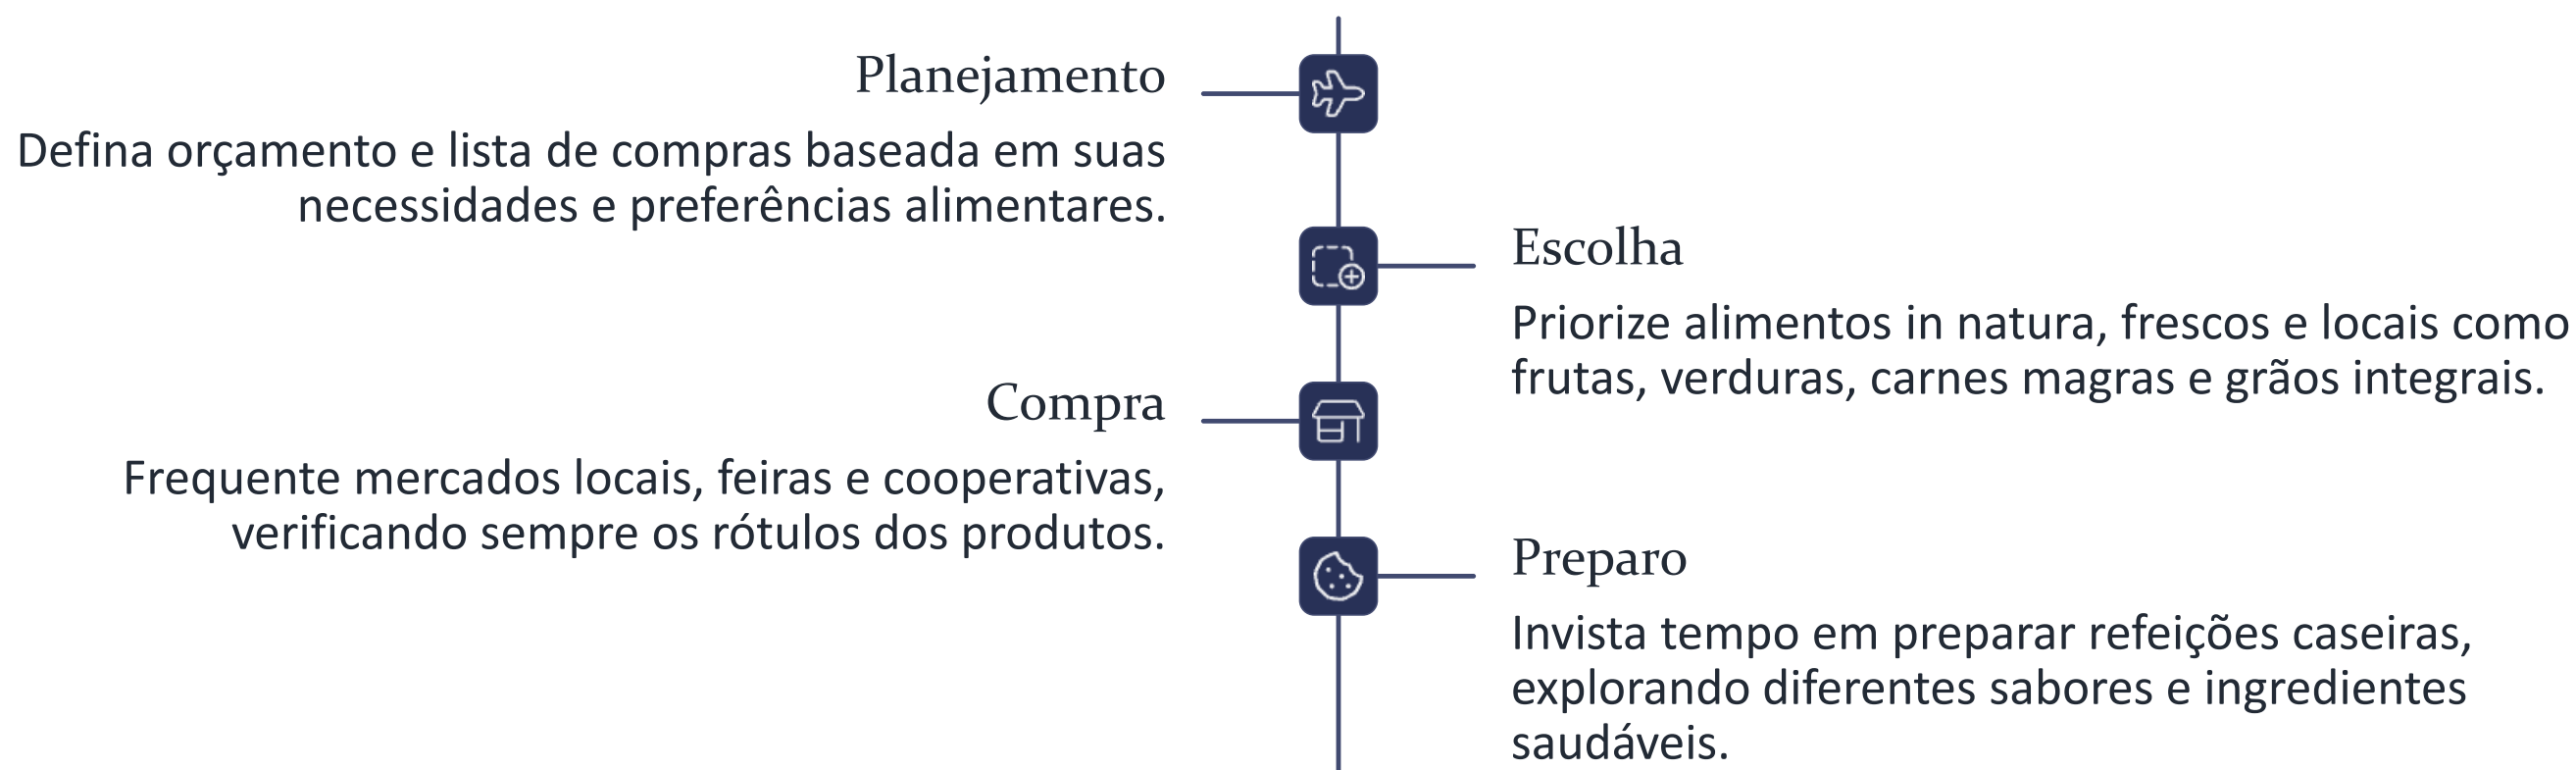 Planejamento
Defina orçamento e lista de compras baseada em suas
necessidades e preferências alimentares.
Escolha
Priorize alimentos in natura, frescos e locais como
frutas, verduras, carnes magras e grãos integrais.
Compra
Frequente mercados locais, feiras e cooperativas,
verificando sempre os rótulos dos produtos.
Preparo
Invista tempo em preparar refeições caseiras,
explorando diferentes sabores e ingredientes
saudáveis.